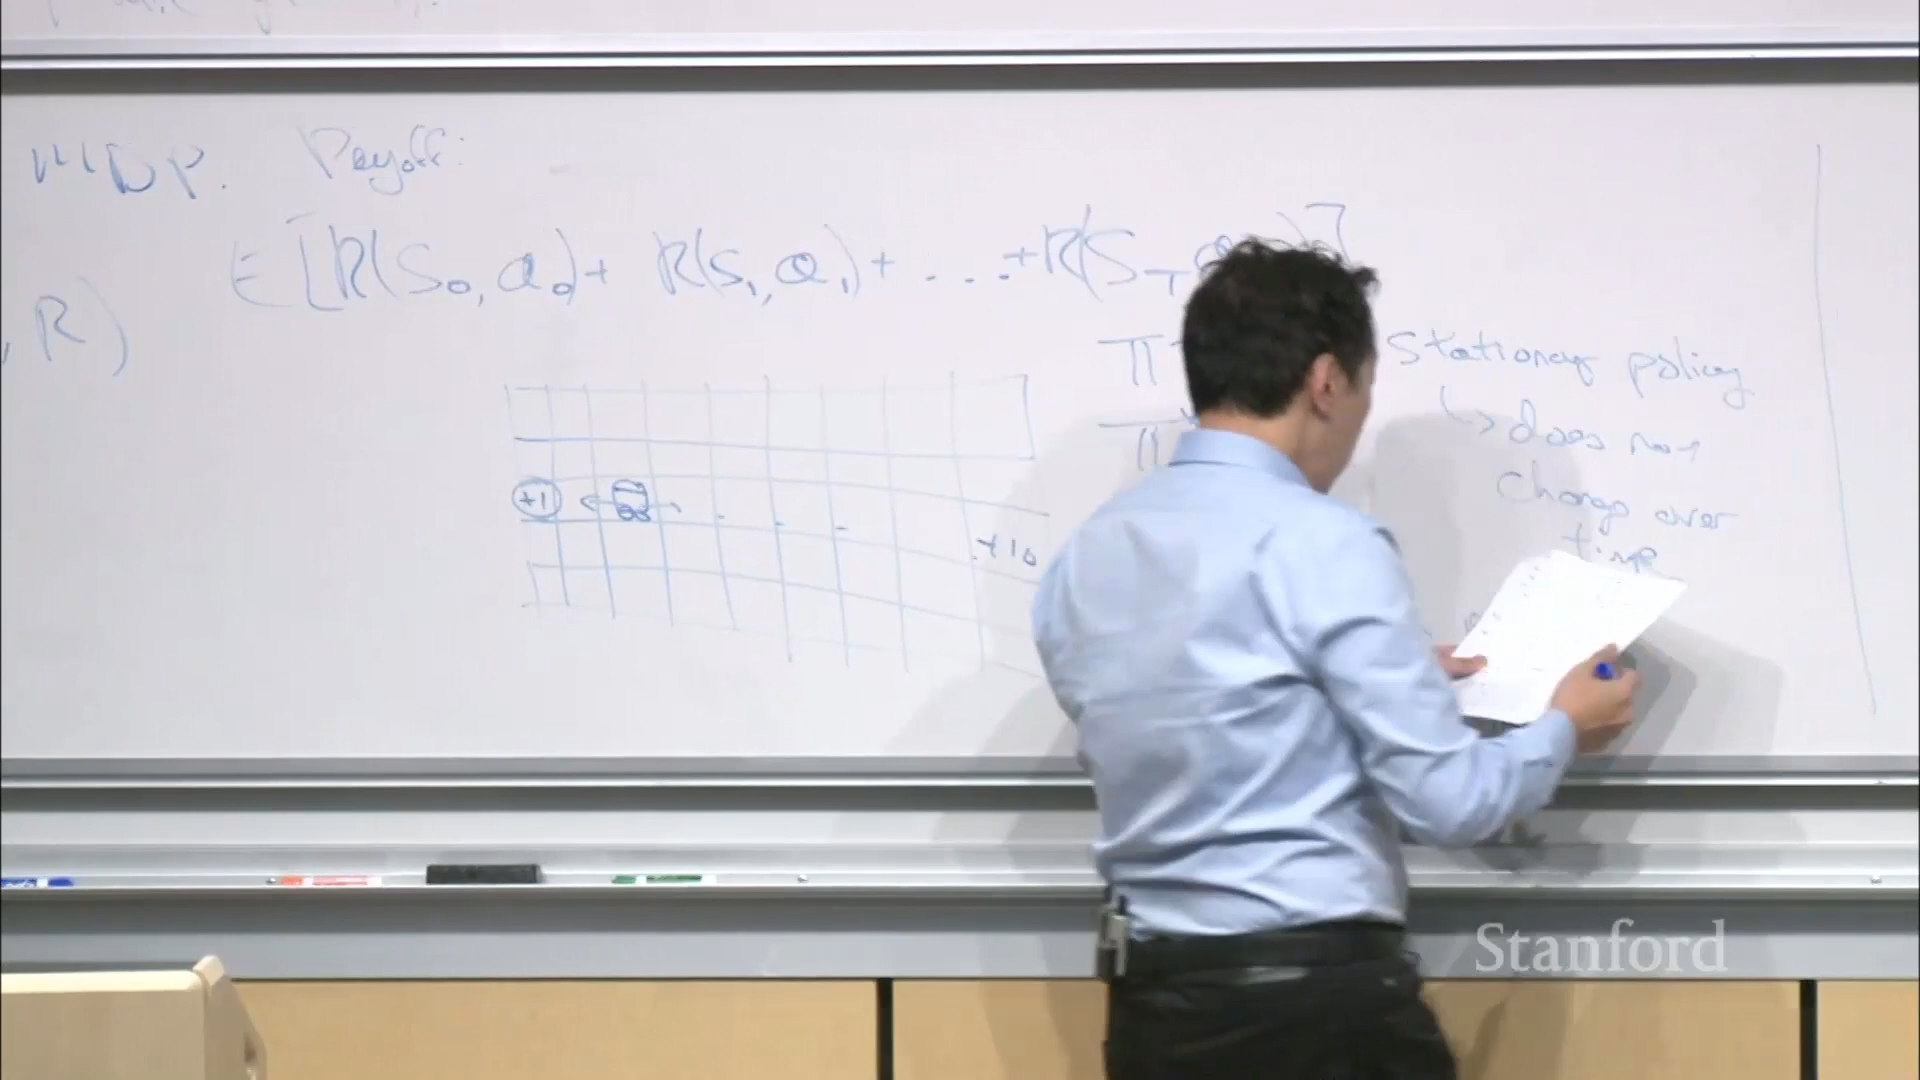 MDP. Payoff:
E[R(S₀, a₀) + R(S₁, a₁) + . . . + R(S_T
, R)
π stationary policy
↳ does not
π
change over
time
+1
+10
Stanford